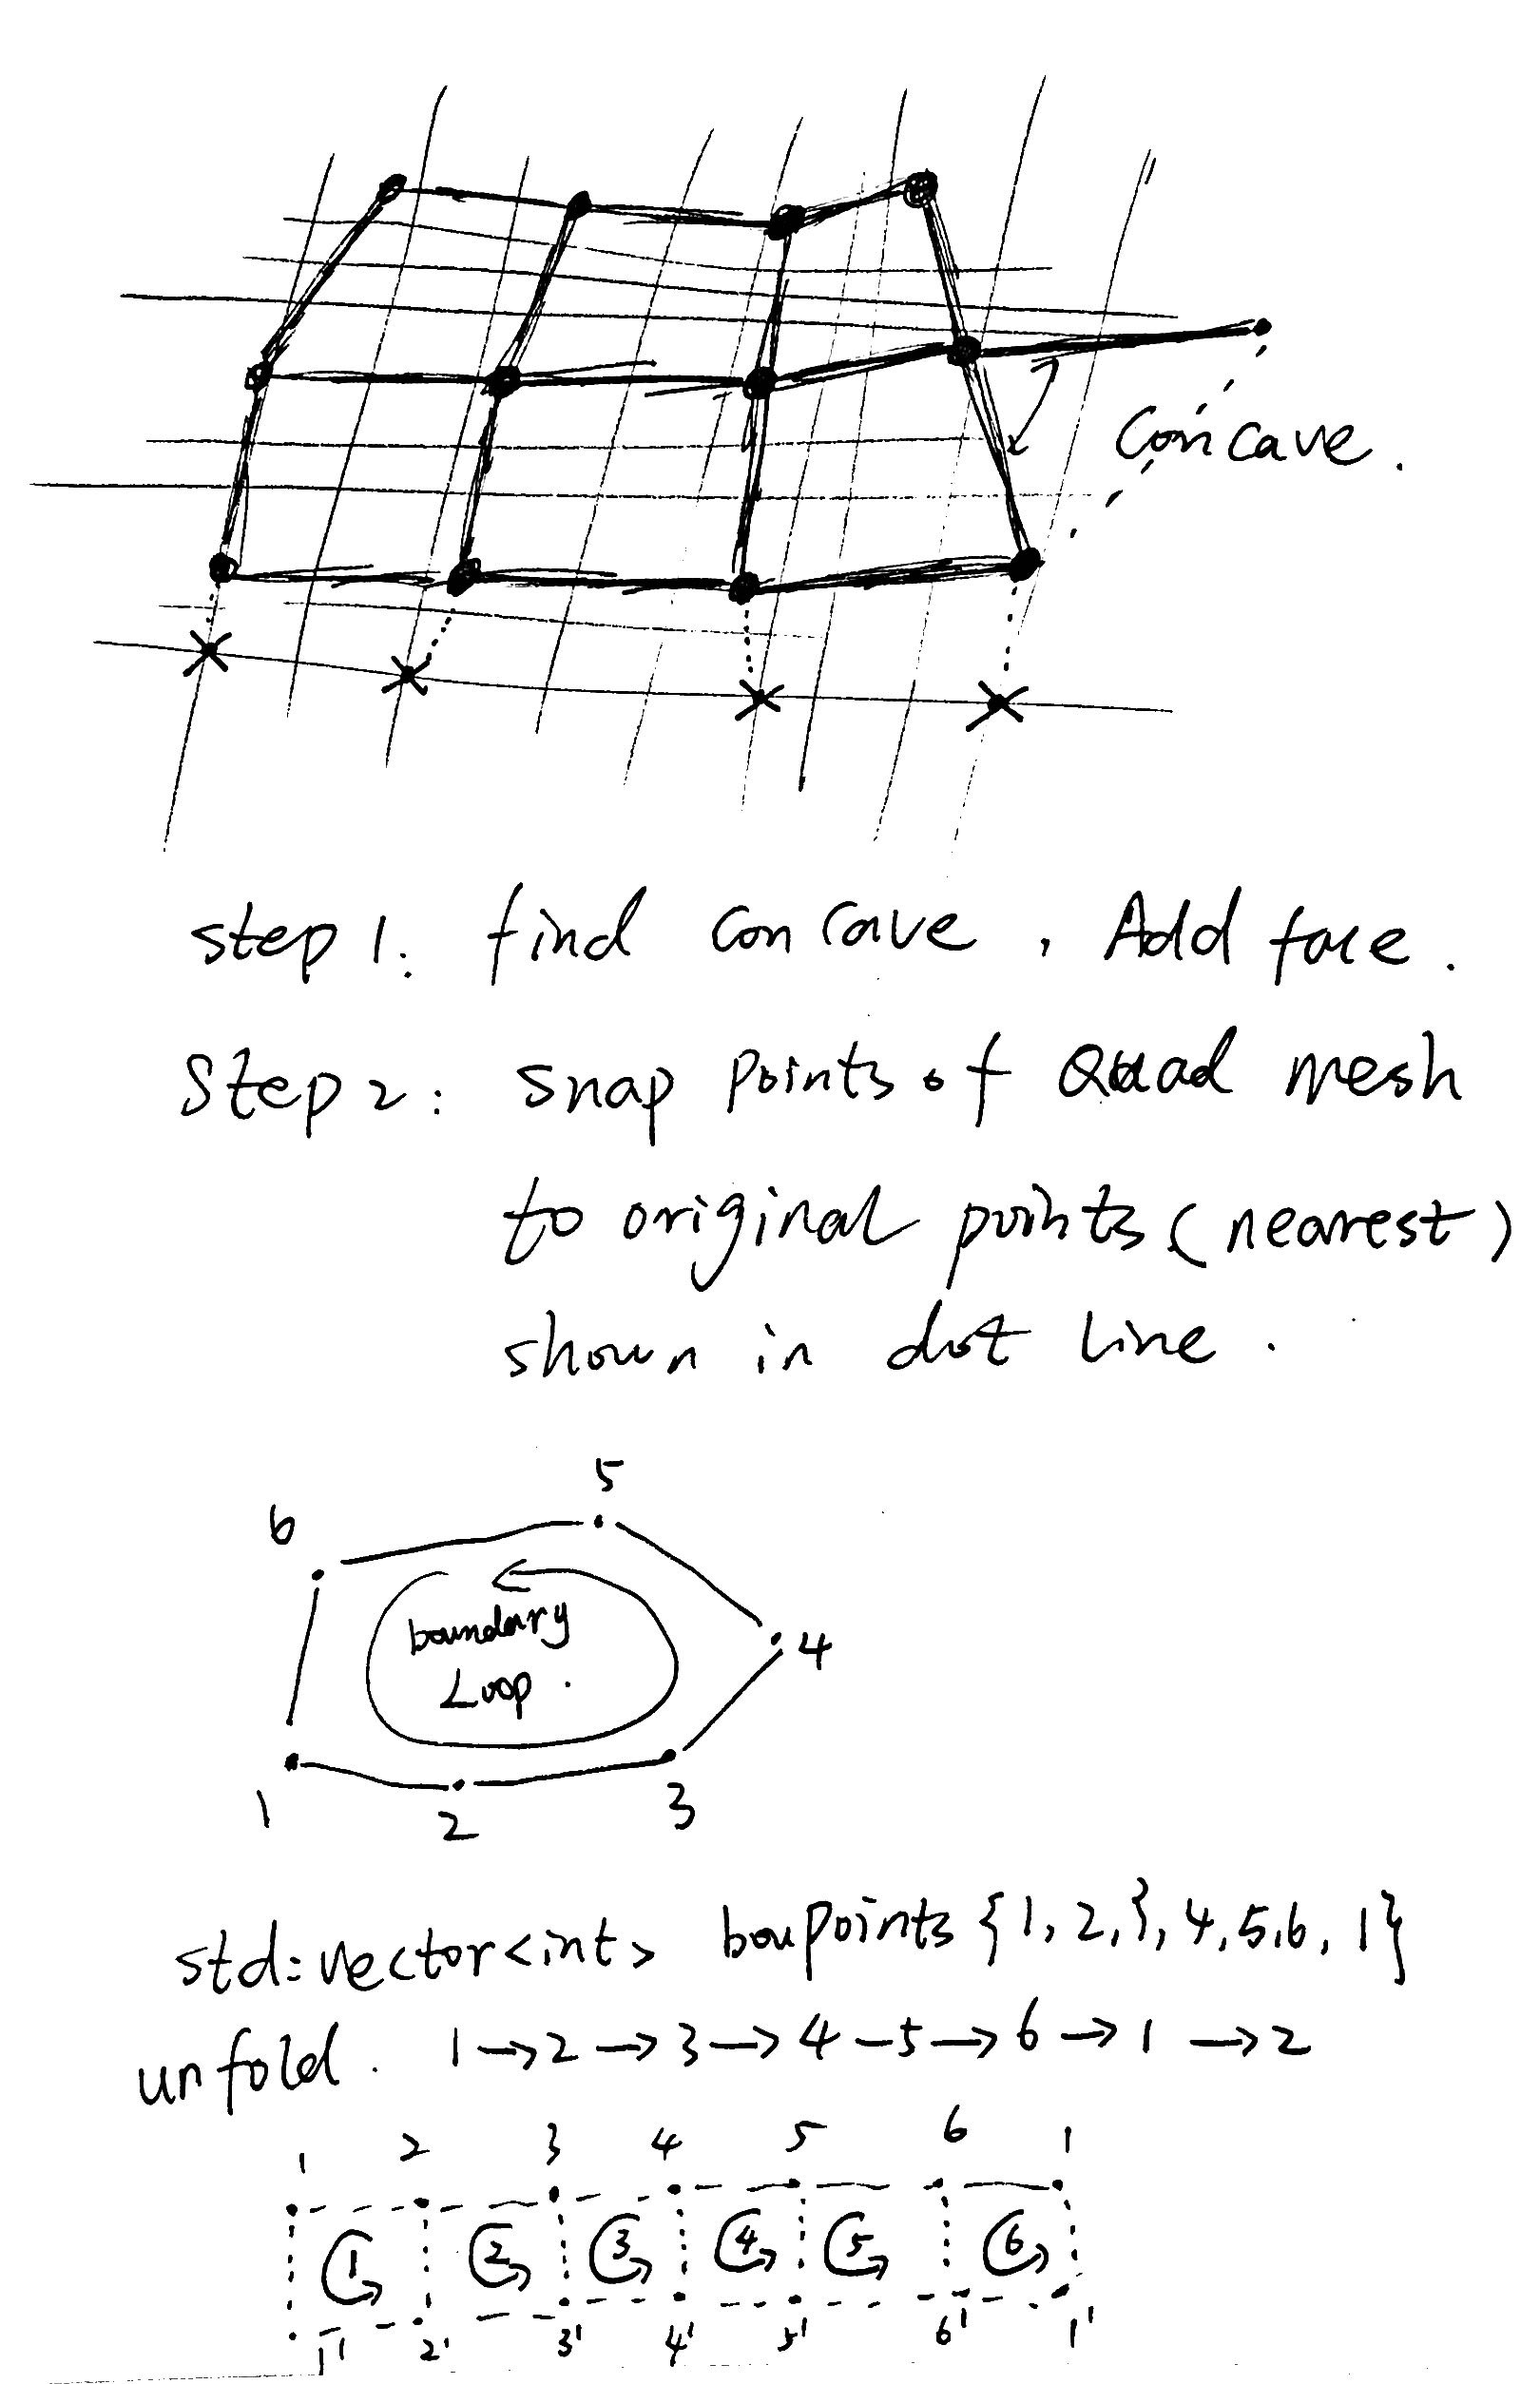 Concave.
step 1: find concave, Add face.
Step 2: snap points of Quad mesh
to original points (nearest)
shown in dot line.
5
6
boundary
Loop.
4
1
2
3
std::vector<int> boupoints {1,2,3,4,5,6,1}
unfold. 1→2→3→4—5→6→1→2
1 2 3 4 5 6 1
1 2 3 4 5 6
1' 2' 3' 4' 5' 6' 1'